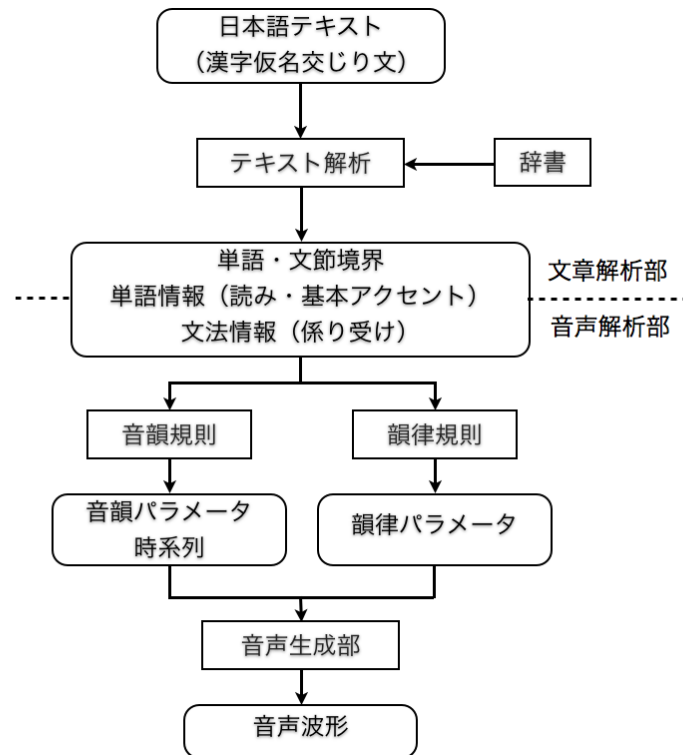 日本語テキスト
（漢字仮名交じり文）
テキスト解析
辞書
単語・文節境界
単語情報（読み・基本アクセント）
文法情報（係り受け）
文章解析部
音声解析部
音韻規則
韻律規則
音韻パラメータ
時系列
韻律パラメータ
音声生成部
音声波形